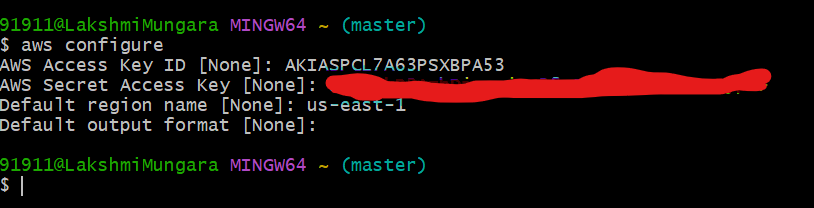 91911@LakshmiMungara MINGW64 ~ (master)
$ aws configure
AWS Access Key ID [None]: AKIASPCL7A63PSXBPA53
AWS Secret Access Key [None]:
Default region name [None]: us-east-1
Default output format [None]:
91911@LakshmiMungara MINGW64 ~ (master)
$